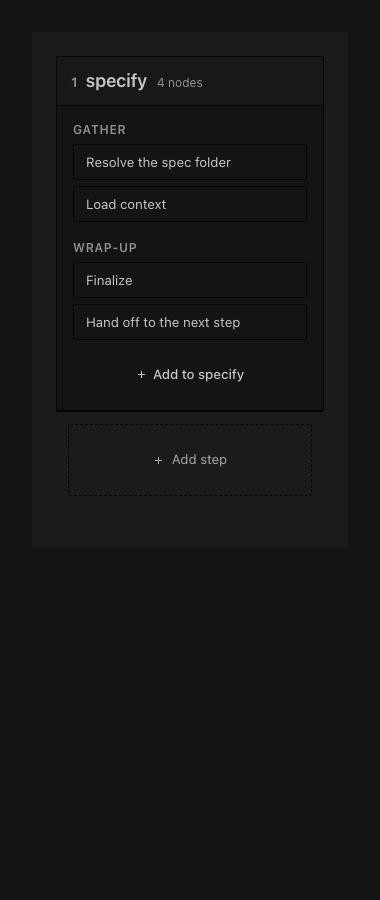 1 specify 4 nodes
GATHER
Resolve the spec folder
Load context
WRAP-UP
Finalize
Hand off to the next step
+ Add to specify
+ Add step